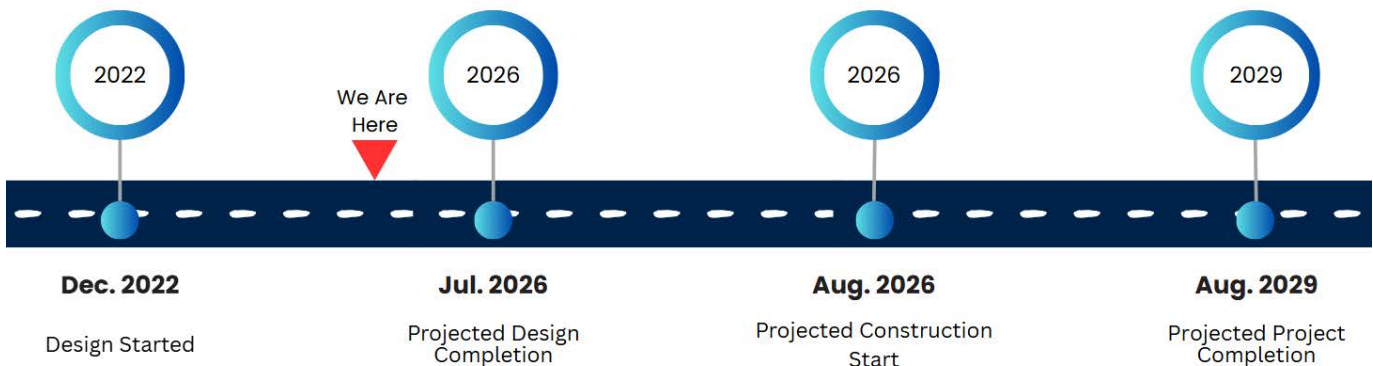 2022
We Are
Here
2026
2026
2029
Dec. 2022
Design Started
Jul. 2026
Projected Design
Completion
Aug. 2026
Projected Construction
Start
Aug. 2029
Projected Project
Completion